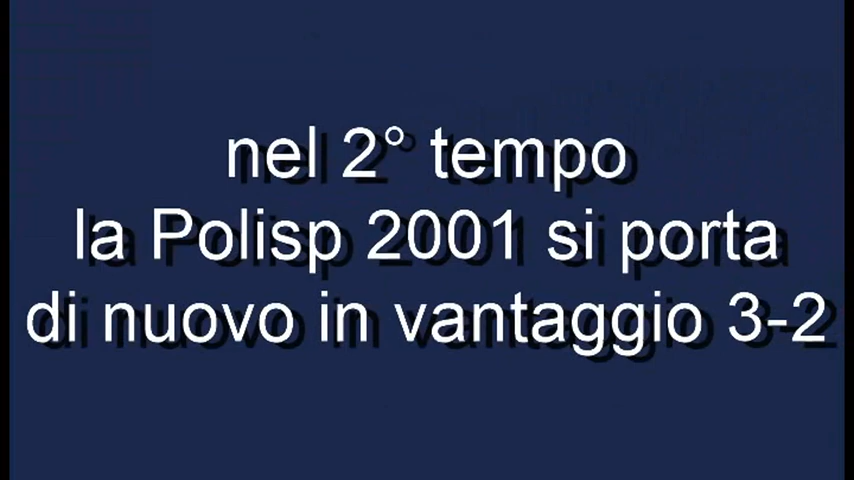 nel 2° tempo
la Polisp 2001 si porta
di nuovo in vantaggio 3-2